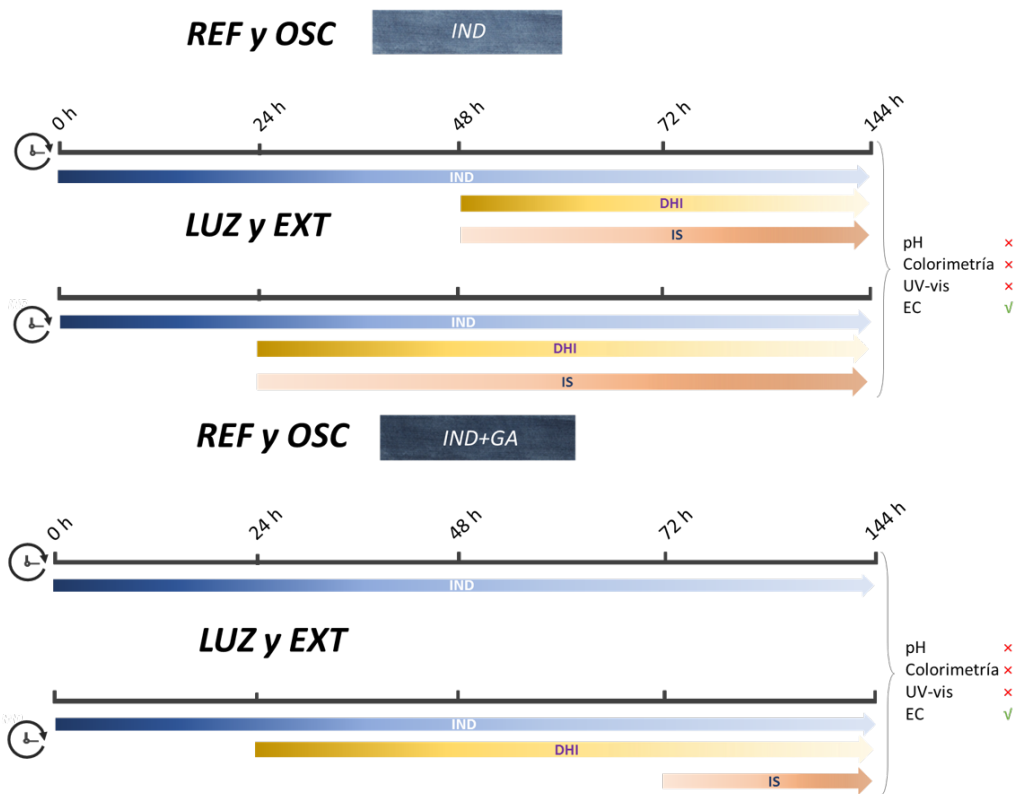 REF y OSC IND
0 h 24 h 48 h 72 h 144 h
IND
DHI
LUZ y EXT
IS
pH ×
Colorimetría ×
UV-vis ×
EC √
IND
DHI
IS
REF y OSC IND+GA
0 h 24 h 48 h 72 h 144 h
IND
LUZ y EXT
pH ×
Colorimetría ×
UV-vis ×
EC √
IND
DHI
IS